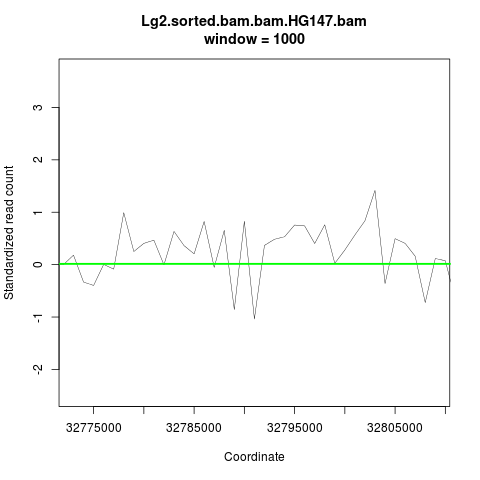 Lg2.sorted.bam.bam.HG147.bam
window = 1000
Standardized read count
3
2
1
0
-1
-2
32775000 32785000 32795000 32805000
Coordinate